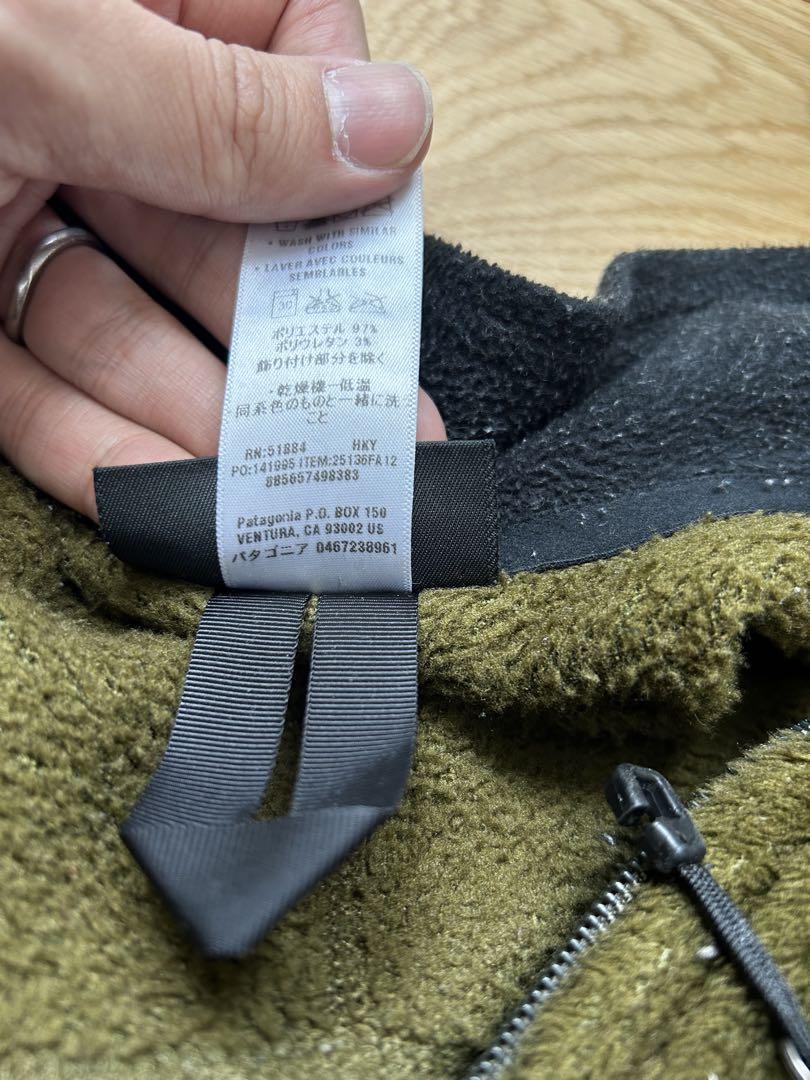 * WASH WITH SIMILAR
COLORS
* LAVER AVEC COULEURS
SEMBLABLES
30
ポリエステル 97%
ポリウレタン 3%
飾り付け部分を除く
・乾燥機ー低温
同系色のものと一緒に洗
こと
RN:51884 HKY
PO:141995 ITEM:25136FA12
885657498383
Patagonia P.O. BOX 150
VENTURA, CA 93002 US
パタゴニア 0467238961